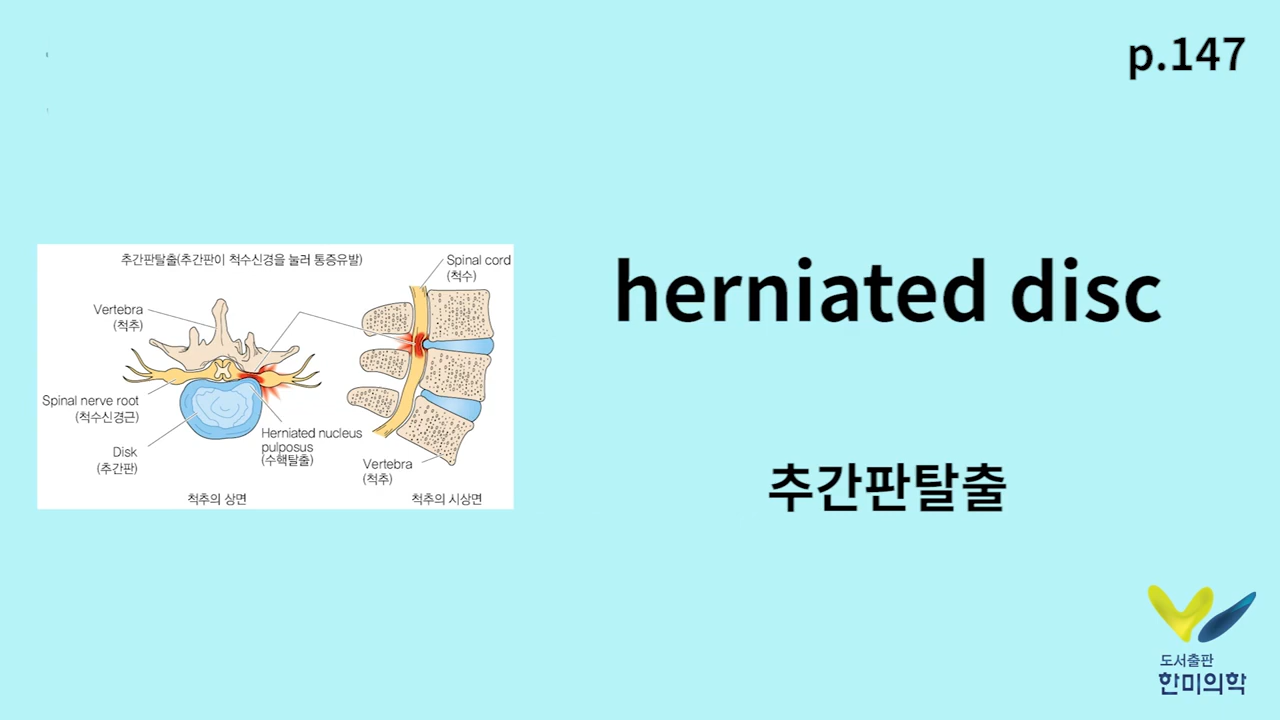 p.147
추간판탈출(추간판이 척수신경을 눌러 통증유발)
Spinal cord
(척수)
Vertebra
(척추)
Spinal nerve root
(척수신경근)
Disk
(추간판)
Herniated nucleus
pulposus
(수핵탈출)
Vertebra
(척추)
척추의 상면
척추의 시상면
herniated disc
추간판탈출
도서출판
한미의학